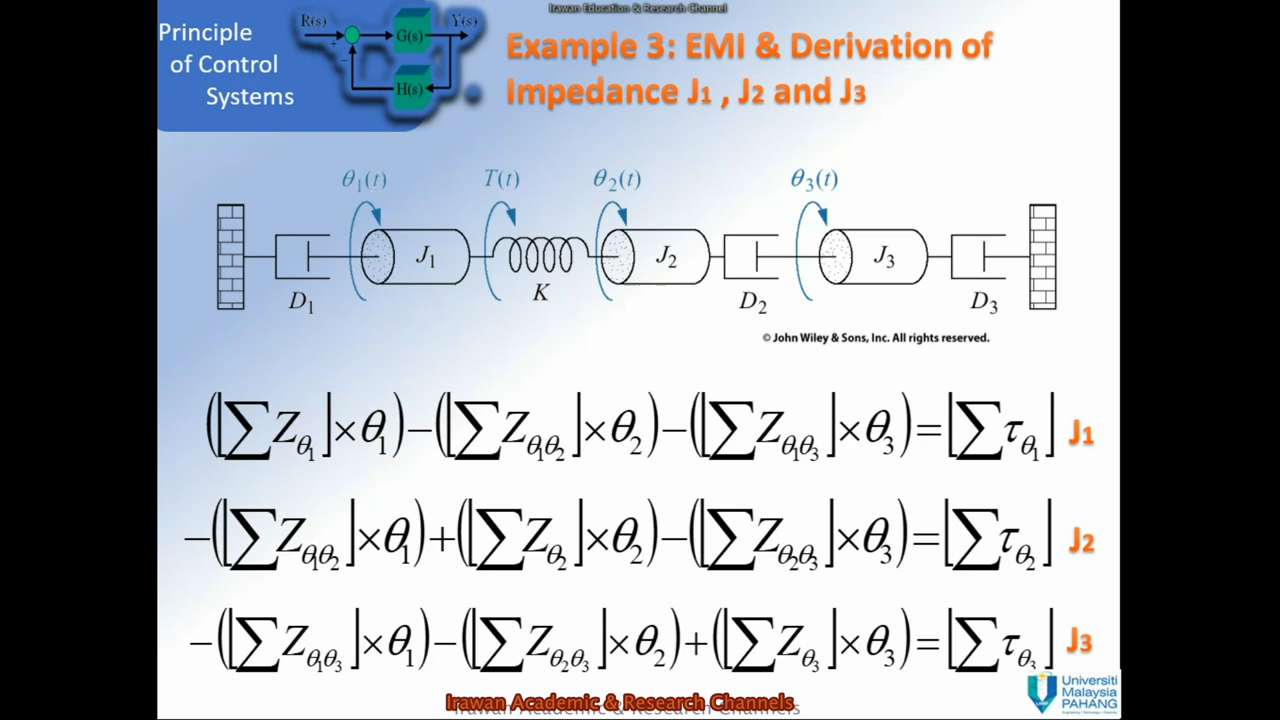 Irawan Education & Research Channel
Principle
of Control
Systems
R(s) + − G(s) Y(s)
H(s)
Example 3: EMI & Derivation of
Impedance J₁ , J₂ and J₃
θ₁(t) T(t) θ₂(t) θ₃(t)
J₁ J₂ J₃
D₁ K D₂ D₃
© John Wiley & Sons, Inc. All rights reserved.
([∑Z_θ₁]×θ₁)−([∑Z_θ₁θ₂]×θ₂)−([∑Z_θ₁θ₃]×θ₃)=[∑τ_θ₁] J₁
−([∑Z_θ₁θ₂]×θ₁)+([∑Z_θ₂]×θ₂)−([∑Z_θ₂θ₃]×θ₃)=[∑τ_θ₂] J₂
−([∑Z_θ₁θ₃]×θ₁)−([∑Z_θ₂θ₃]×θ₂)+([∑Z_θ₃]×θ₃)=[∑τ_θ₃] J₃
Irawan Academic & Research Channels
Universiti
Malaysia
PAHANG